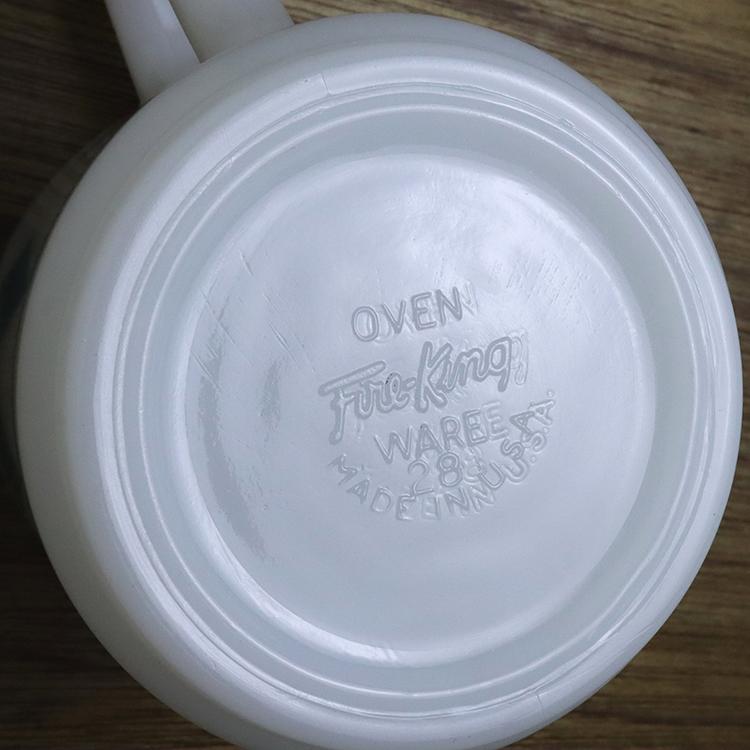 OVEN
Fire-King
WARE
28
MADE IN U.S.A.